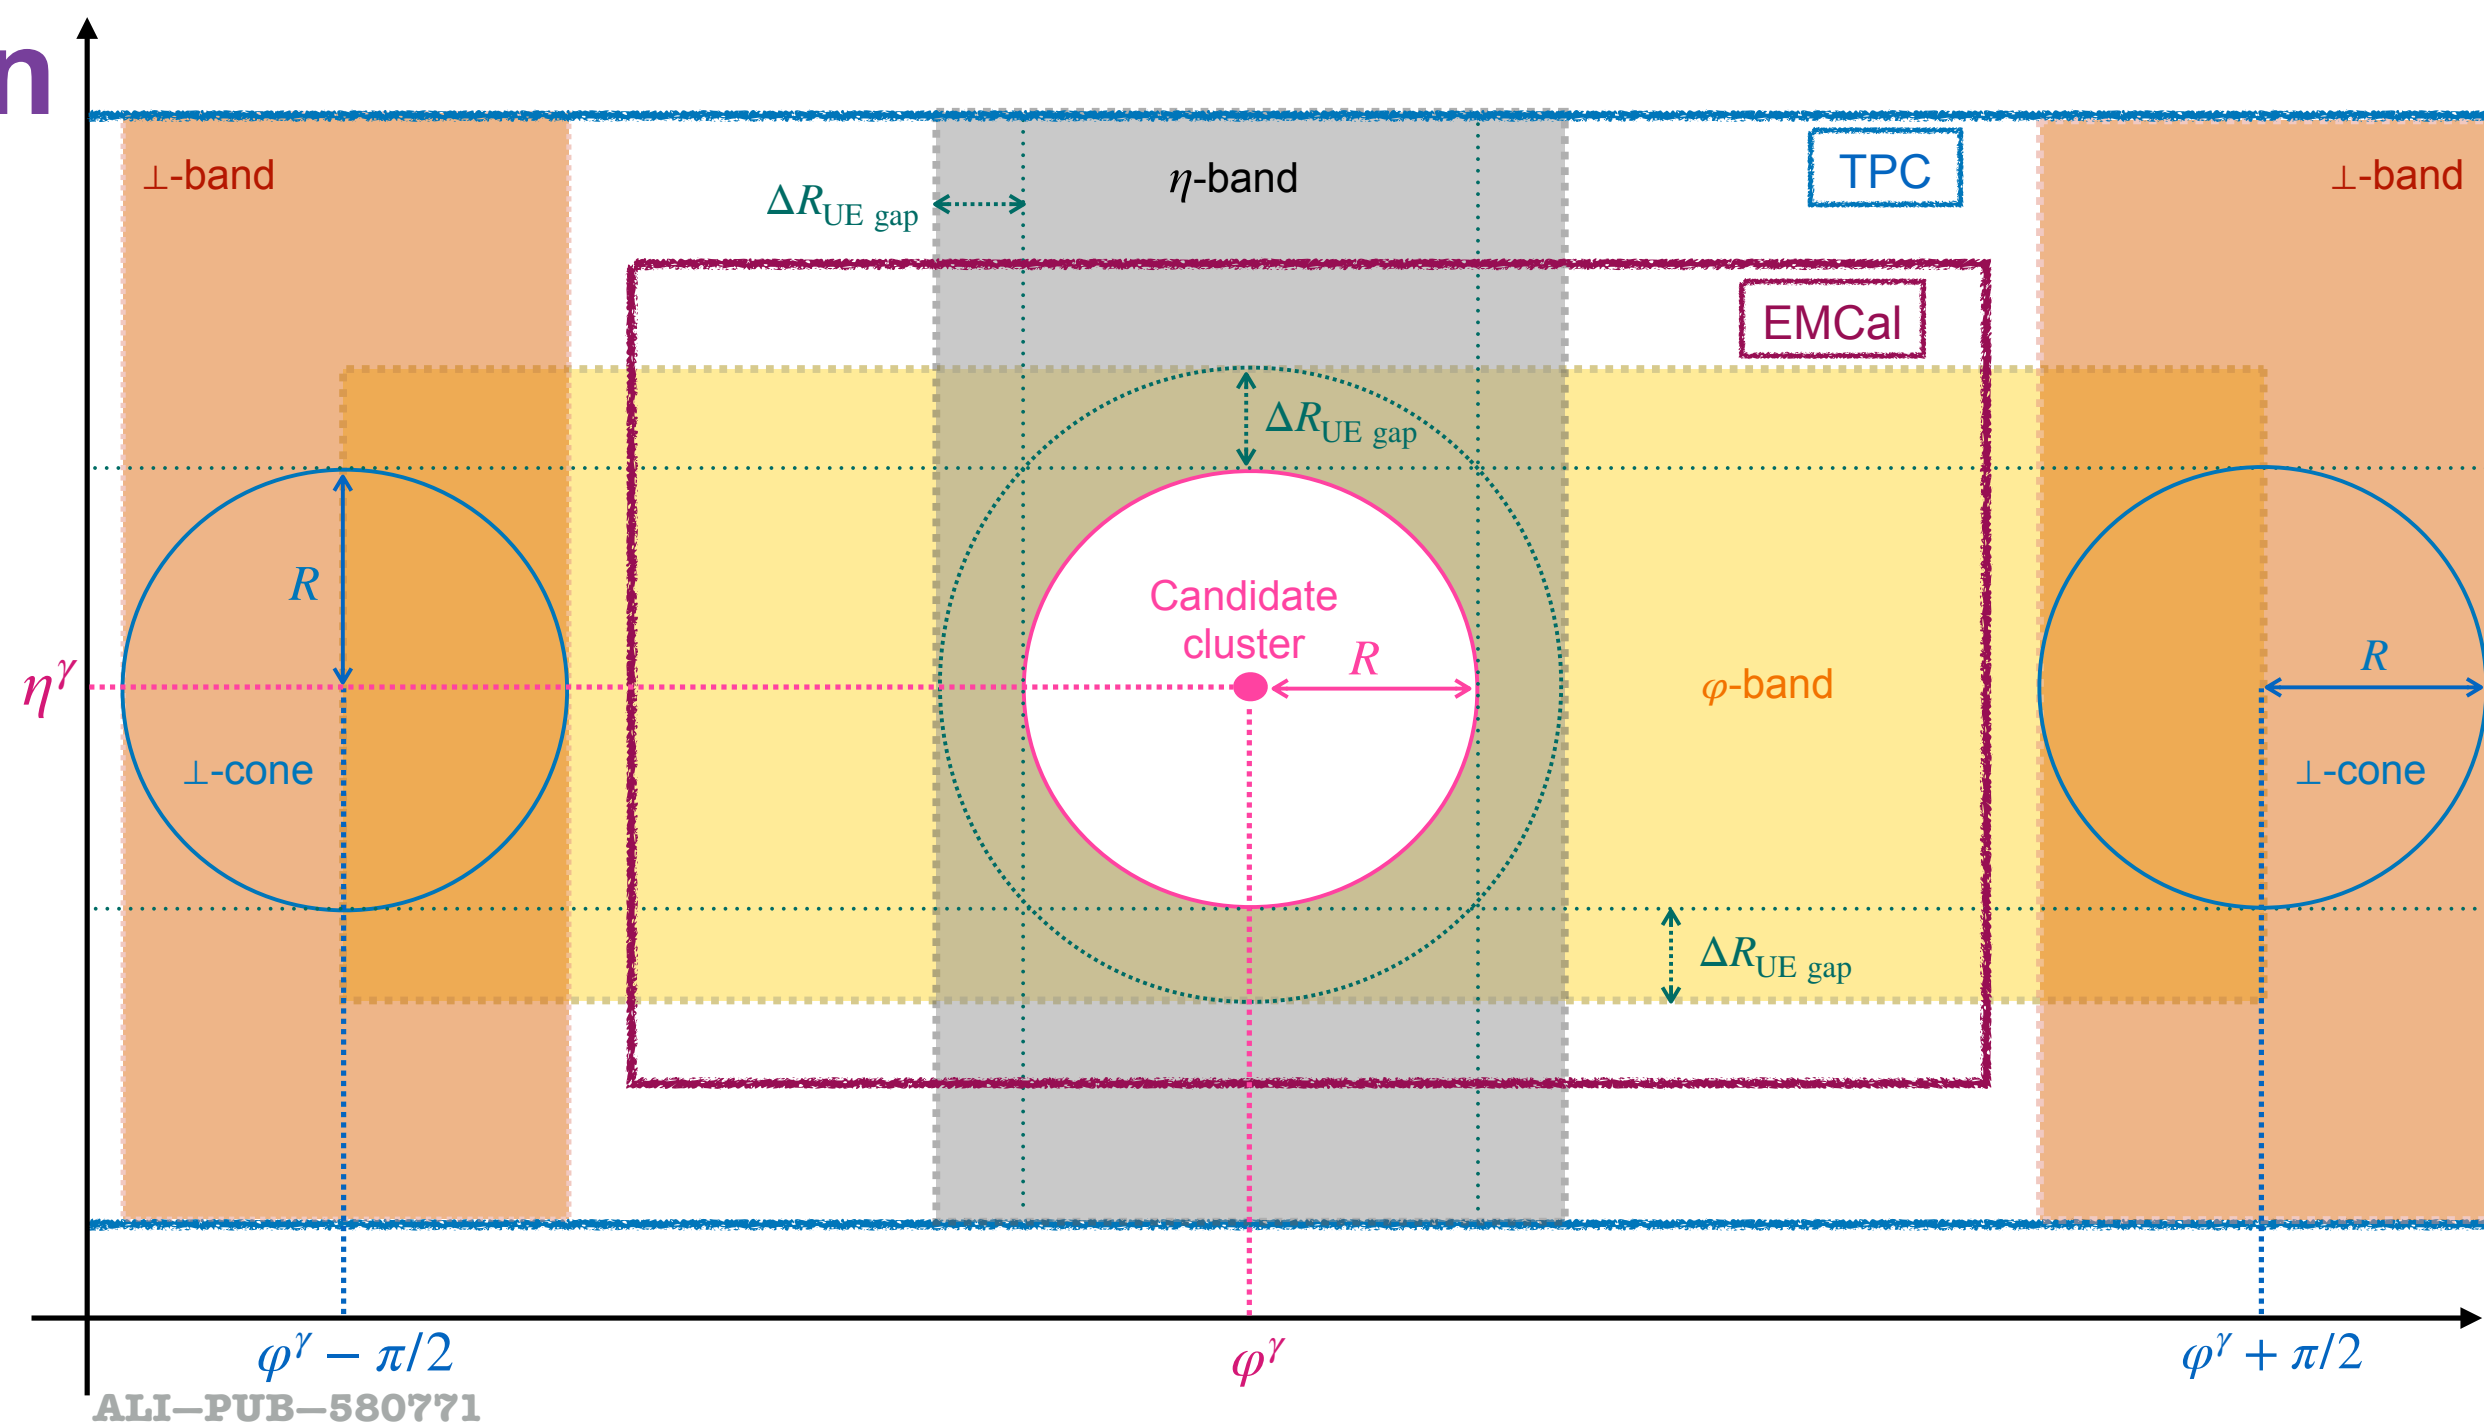 n
⊥-band
η-band
TPC
⊥-band
ΔR_UE gap
EMCal
ΔR_UE gap
R
Candidate
cluster
R
R
η^γ
φ-band
⊥-cone
⊥-cone
ΔR_UE gap
φ^γ − π/2
φ^γ
φ^γ + π/2
ALI−PUB−580771